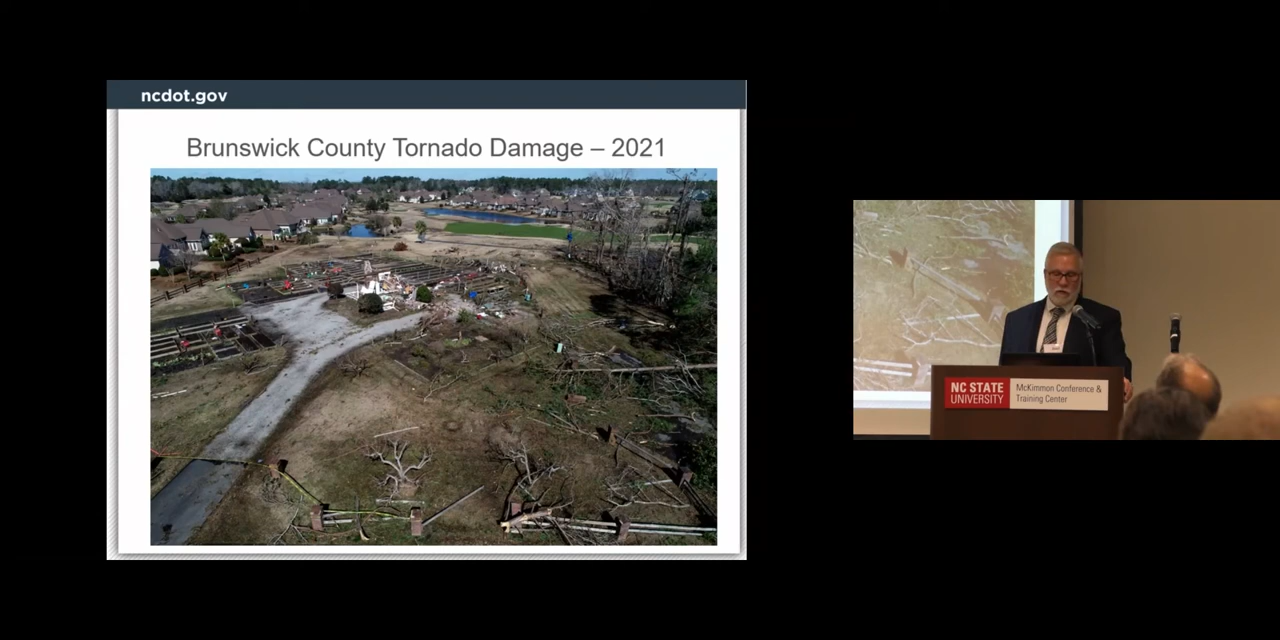 ncdot.gov
Brunswick County Tornado Damage – 2021
NC STATE
UNIVERSITY
McKimmon Conference &
Training Center